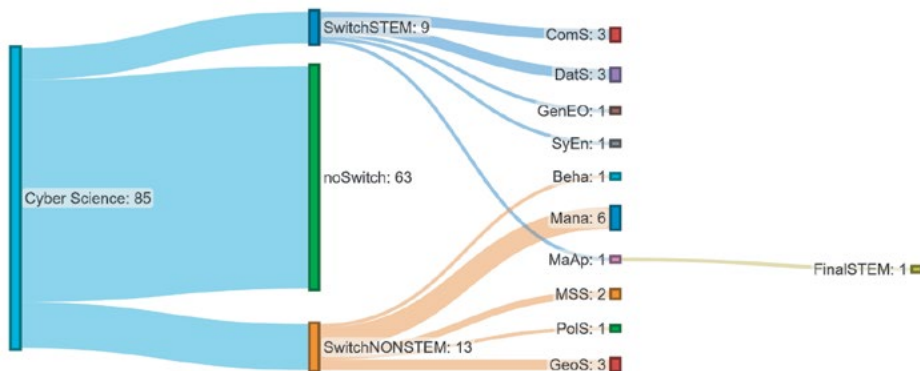 SwitchSTEM: 9
ComS: 3
DatS: 3
GenEO: 1
SyEn: 1
noSwitch: 63
Beha: 1
Cyber Science: 85
Mana: 6
MaAp: 1
FinalSTEM: 1
MSS: 2
PolS: 1
SwitchNONSTEM: 13
GeoS: 3